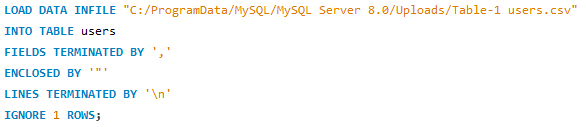 LOAD DATA INFILE "C:/ProgramData/MySQL/MySQL Server 8.0/Uploads/Table-1 users.csv"
INTO TABLE users
FIELDS TERMINATED BY ','
ENCLOSED BY '"'
LINES TERMINATED BY '\n'
IGNORE 1 ROWS;